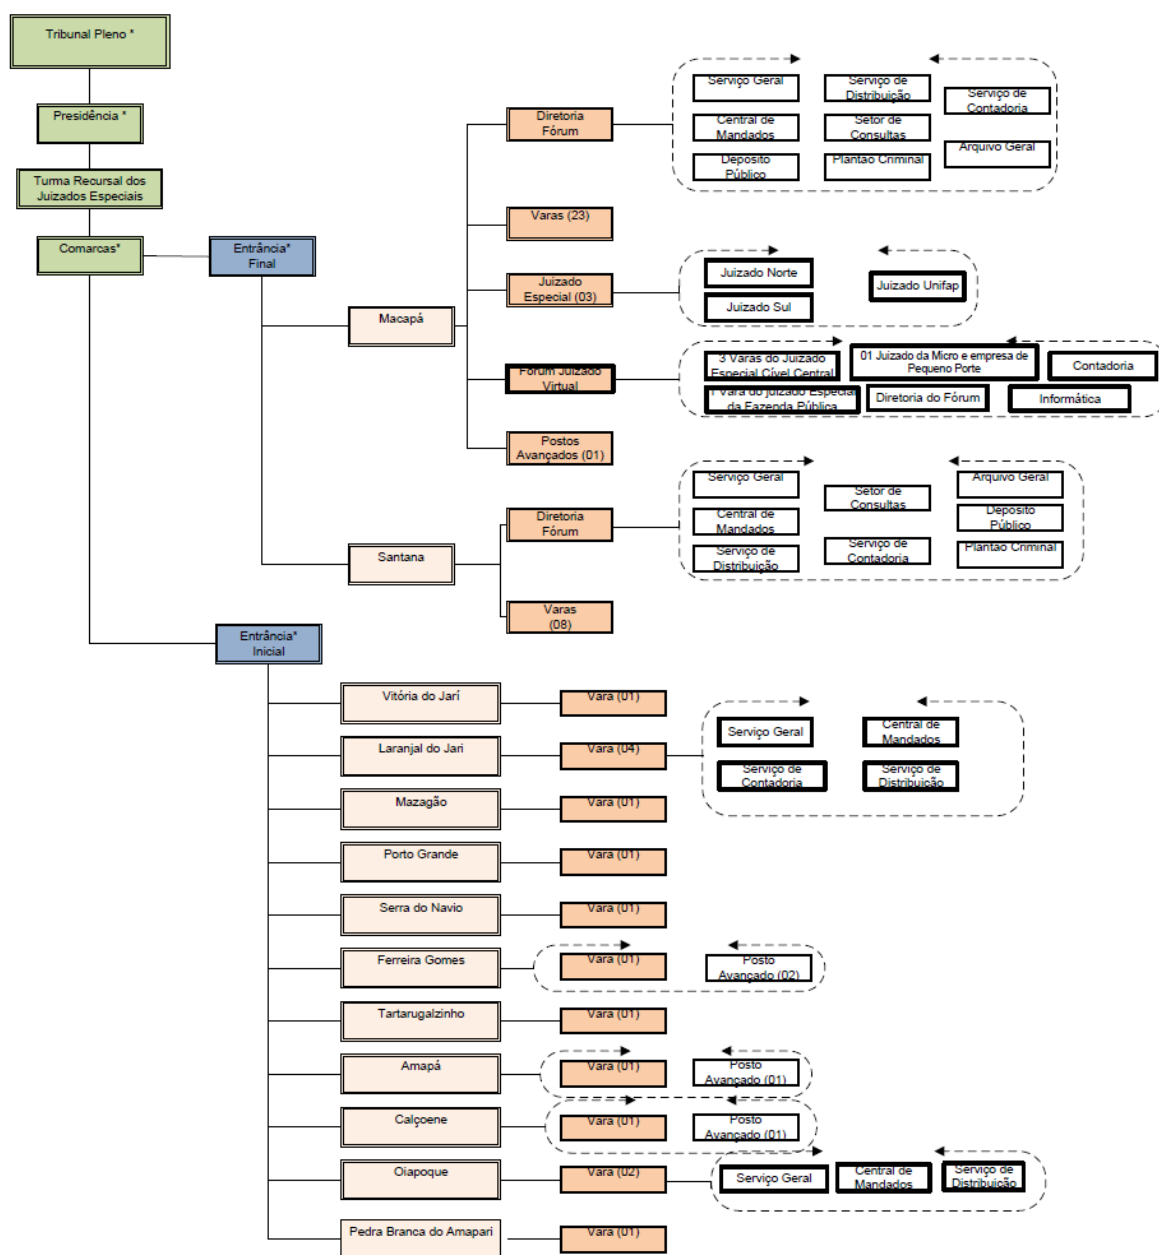 Tribunal Pleno *
Presidência *
Turma Recursal dos
Juizados Especiais
Comarcas*
Entrância*
Final
Macapá
Diretoria
Fórum
Serviço Geral
Serviço de
Distribuição
Serviço de
Contadoria
Central de
Mandados
Setor de
Consultas
Arquivo Geral
Depósito
Público
Plantão Criminal
Varas (23)
Juizado
Especial (03)
Juizado Norte
Juizado Unifap
Juizado Sul
Fórum Juizado
Virtual
3 Varas do Juizado
Especial Cível Central
01 Juizado da Micro e empresa de
Pequeno Porte
Contadoria
1 Vara do juizado Especial
da Fazenda Pública
Diretoria do Fórum
Informática
Postos
Avançados (01)
Santana
Diretoria
Fórum
Serviço Geral
Setor de
Consultas
Arquivo Geral
Central de
Mandados
Depósito
Público
Serviço de
Distribuição
Serviço de
Contadoria
Plantão Criminal
Varas
(08)
Entrância*
Inicial
Vitória do Jarí
Vara (01)
Laranjal do Jari
Vara (04)
Serviço Geral
Central de
Mandados
Serviço de
Contadoria
Serviço de
Distribuição
Mazagão
Vara (01)
Porto Grande
Vara (01)
Serra do Navio
Vara (01)
Ferreira Gomes
Vara (01)
Posto
Avançado (02)
Tartarugalzinho
Vara (01)
Amapá
Vara (01)
Posto
Avançado (01)
Calçoene
Vara (01)
Posto
Avançado (01)
Oiapoque
Vara (02)
Serviço Geral
Central de
Mandados
Serviço de
Distribuição
Pedra Branca do Amapari
Vara (01)